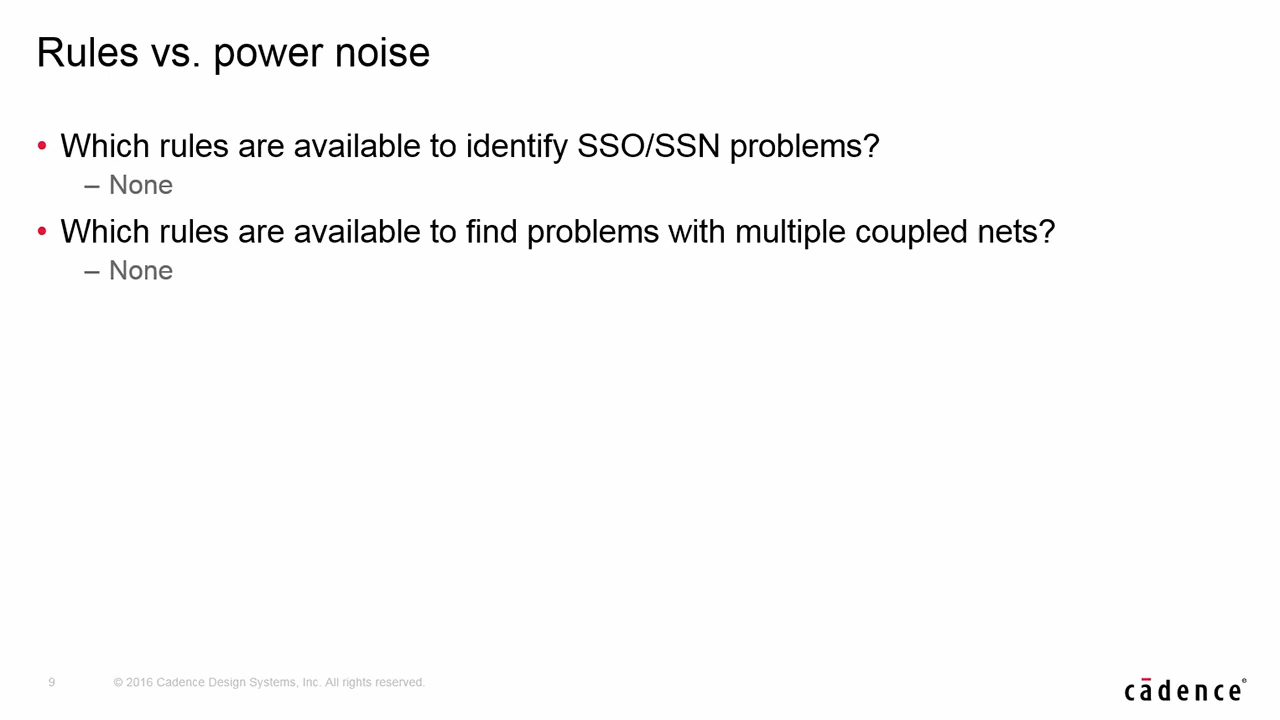 Rules vs. power noise
• Which rules are available to identify SSO/SSN problems?
– None
• Which rules are available to find problems with multiple coupled nets?
– None
9 © 2016 Cadence Design Systems, Inc. All rights reserved.
cādence®